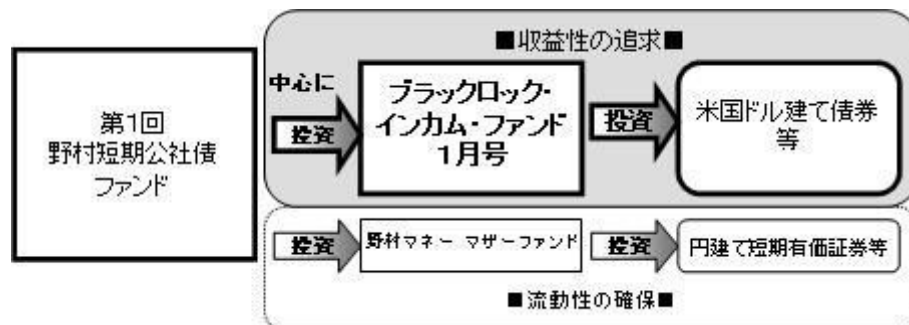 ■収益性の追求■
第1回
野村短期公社債
ファンド
中心に
投資
ブラックロック・
インカム・ファンド
1月号
投資
米国ドル建て債券
等
投資
野村マネー マザーファンド
投資
円建て短期有価証券等
■流動性の確保■